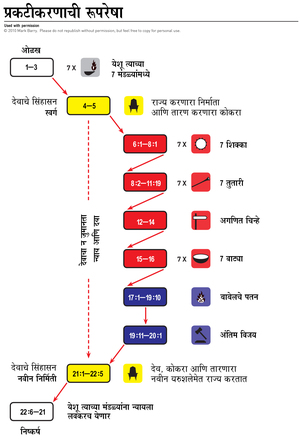 प्रकटीकरणाची रूपरेषा
Used with permission
© 2010 Mark Barry. Please do not republish without permission, but feel free to copy for personal use.
ओळख
1–3
7 X
येशू त्याच्या
7 मंडळ्यांमध्ये
देवाचे सिंहासन
स्वर्ग
4–5
राज्य करणारा निर्माता
आणि तारण करणारा कोकरा
6:1–8:1
7 X
7 शिक्का
8:2–11:19
7 X
7 तुतारी
12–14
अगणित चिन्हे
15–16
7 X
7 वाट्या
देवाचा न जुमानता
न्याय आणि दया
17:1–19:10
बाबेलचे पतन
19:11–20:1
अंतिम विजय
देवाचे सिंहासन
नवीन निर्मिती
21:1–22:5
देव, कोकरा आणि तारणारा
नवीन यरुशलेमेत राज्य करतात
22:6–21
येशू त्याच्या मंडळ्यांना न्यायला
लवकरच येणार
निष्कर्ष